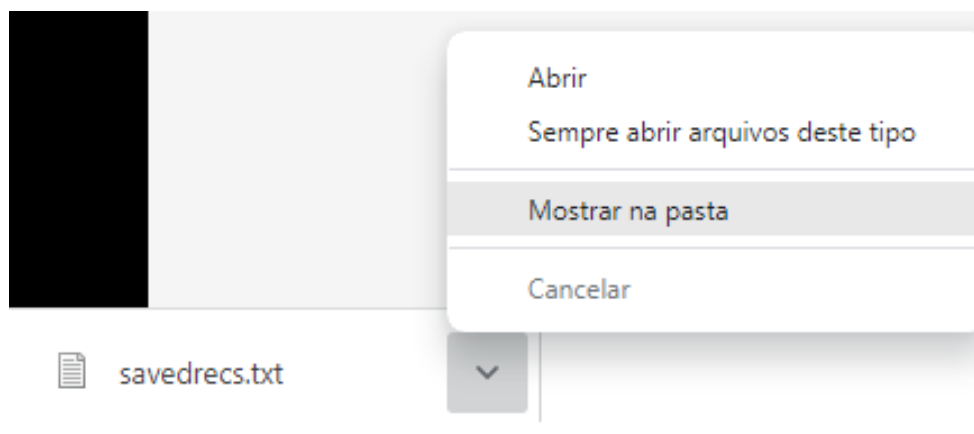 Abrir
Sempre abrir arquivos deste tipo
Mostrar na pasta
Cancelar
savedrecs.txt